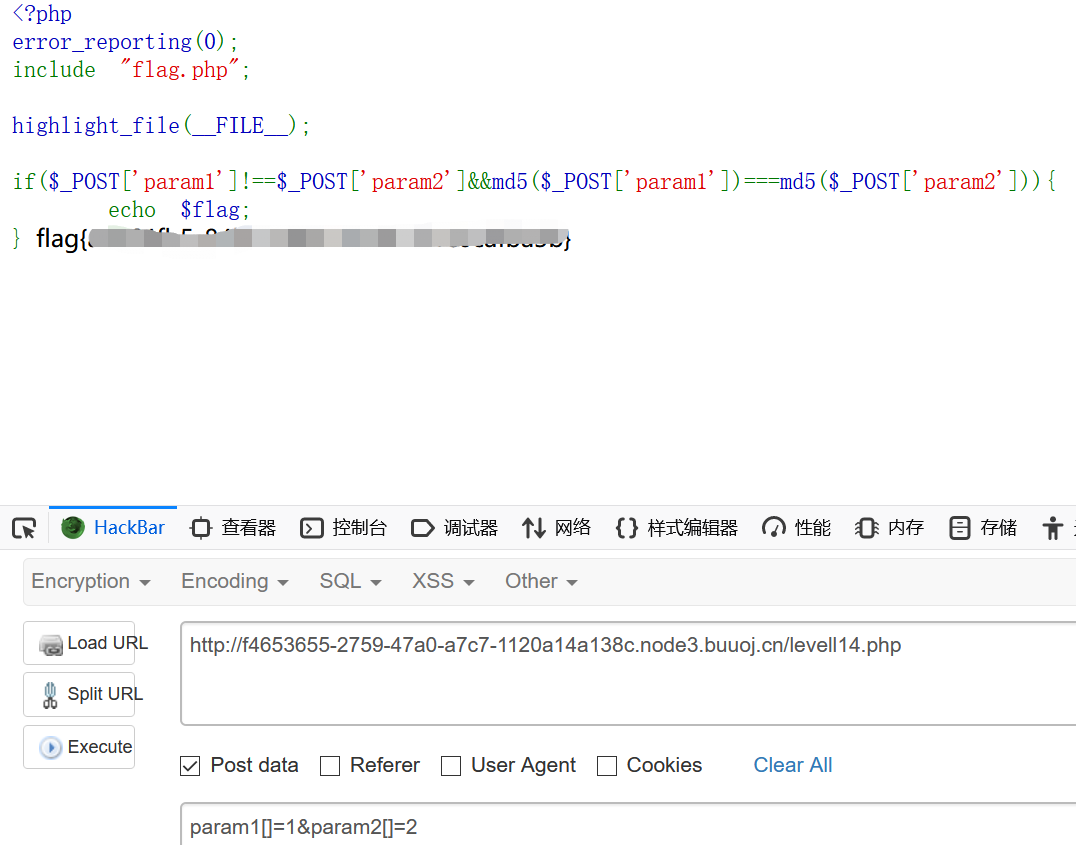 <?php
error_reporting(0);
include "flag.php";
highlight_file(__FILE__);
if($_POST['param1']!==$_POST['param2']&&md5($_POST['param1'])===md5($_POST['param2'])){
echo $flag;
} flag{
HackBar 查看器 控制台 调试器 网络 样式编辑器 性能 内存 存储
Encryption Encoding SQL XSS Other
Load URL http://f4653655-2759-47a0-a7c7-1120a14a138c.node3.buuoj.cn/levell14.php
Split URL
Execute
Post data Referer User Agent Cookies Clear All
param1[]=1&param2[]=2